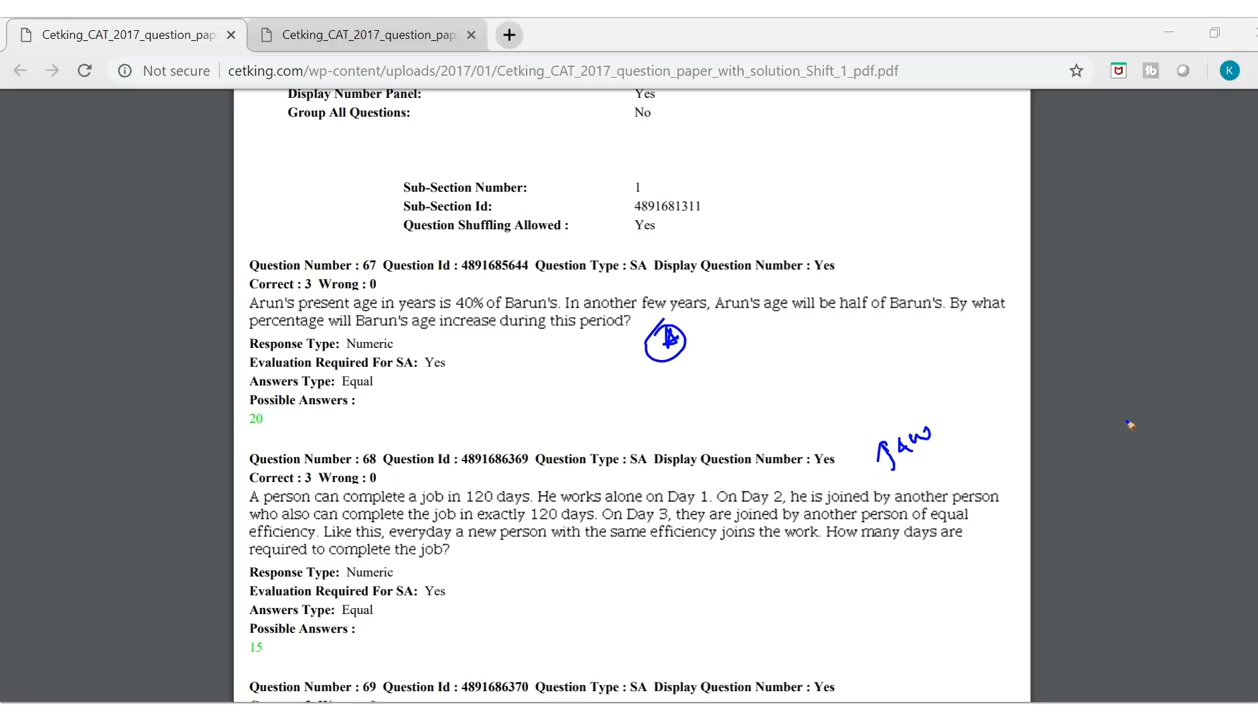 Cetking_CAT_2017_question_pap
Cetking_CAT_2017_question_pap
Not secure
cetking.com/wp-content/uploads/2017/01/Cetking_CAT_2017_question_paper_with_solution_Shift_1_pdf.pdf
K
Display Number Panel: Yes
Group All Questions: No
Sub-Section Number: 1
Sub-Section Id: 4891681311
Question Shuffling Allowed : Yes
Question Number : 67 Question Id : 4891685644 Question Type : SA Display Question Number : Yes
Correct : 3 Wrong : 0
Arun's present age in years is 40% of Barun's. In another few years, Arun's age will be half of Barun's. By what
percentage will Barun's age increase during this period?
Response Type: Numeric
Evaluation Required For SA: Yes
Answers Type: Equal
Possible Answers :
20
Question Number : 68 Question Id : 4891686369 Question Type : SA Display Question Number : Yes
Correct : 3 Wrong : 0
A person can complete a job in 120 days. He works alone on Day 1. On Day 2, he is joined by another person
who also can complete the job in exactly 120 days. On Day 3, they are joined by another person of equal
efficiency. Like this, everyday a new person with the same efficiency joins the work. How many days are
required to complete the job?
Response Type: Numeric
Evaluation Required For SA: Yes
Answers Type: Equal
Possible Answers :
15
Question Number : 69 Question Id : 4891686370 Question Type : SA Display Question Number : Yes